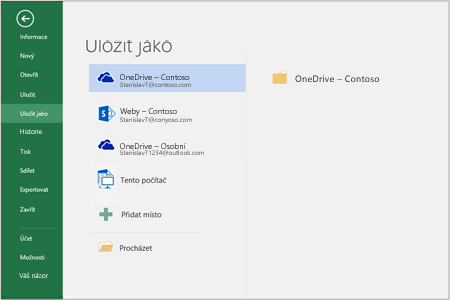 Informace
Nový
Otevřít
Uložit
Uložit jako
Historie
Tisk
Sdílet
Exportovat
Zavřít
Účet
Možnosti
Váš názor
Uložit jako
OneDrive – Contoso
StanislavT@contoso.com
Weby – Contoso
StanislavT@conyoso.com
OneDrive – Osobní
StanislavT1234@outlook.com
Tento počítač
Přidat místo
Procházet
OneDrive – Contoso